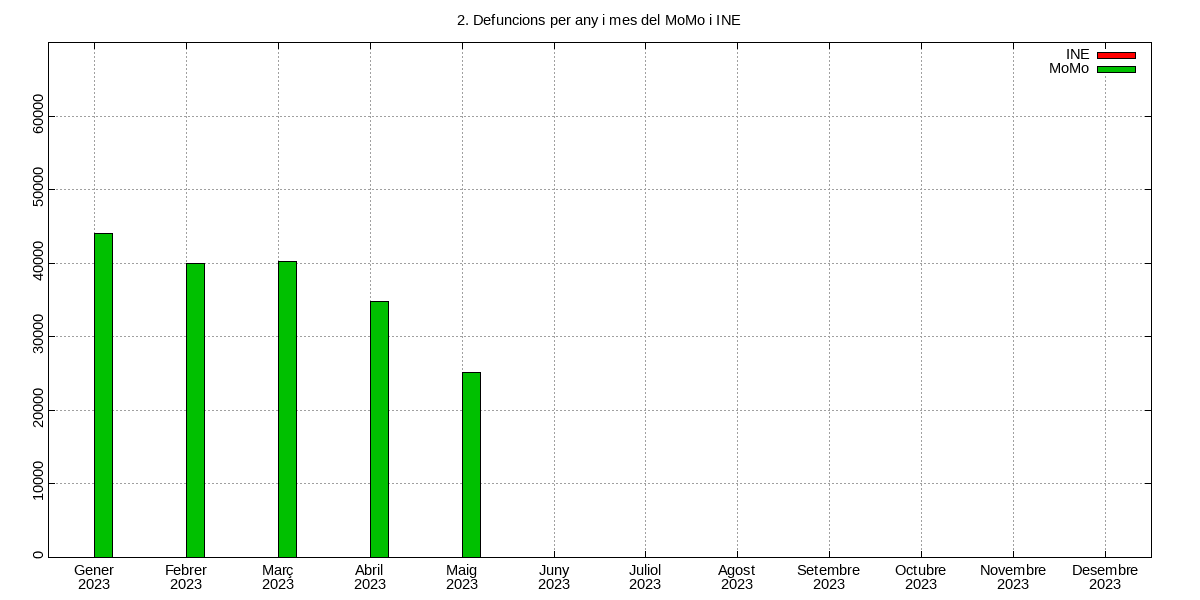 2. Defuncions per any i mes del MoMo i INE
INE
MoMo
60000
50000
40000
30000
20000
10000
0
Gener Febrer Març Abril Maig Juny Juliol Agost Setembre Octubre Novembre Desembre
2023 2023 2023 2023 2023 2023 2023 2023 2023 2023 2023 2023